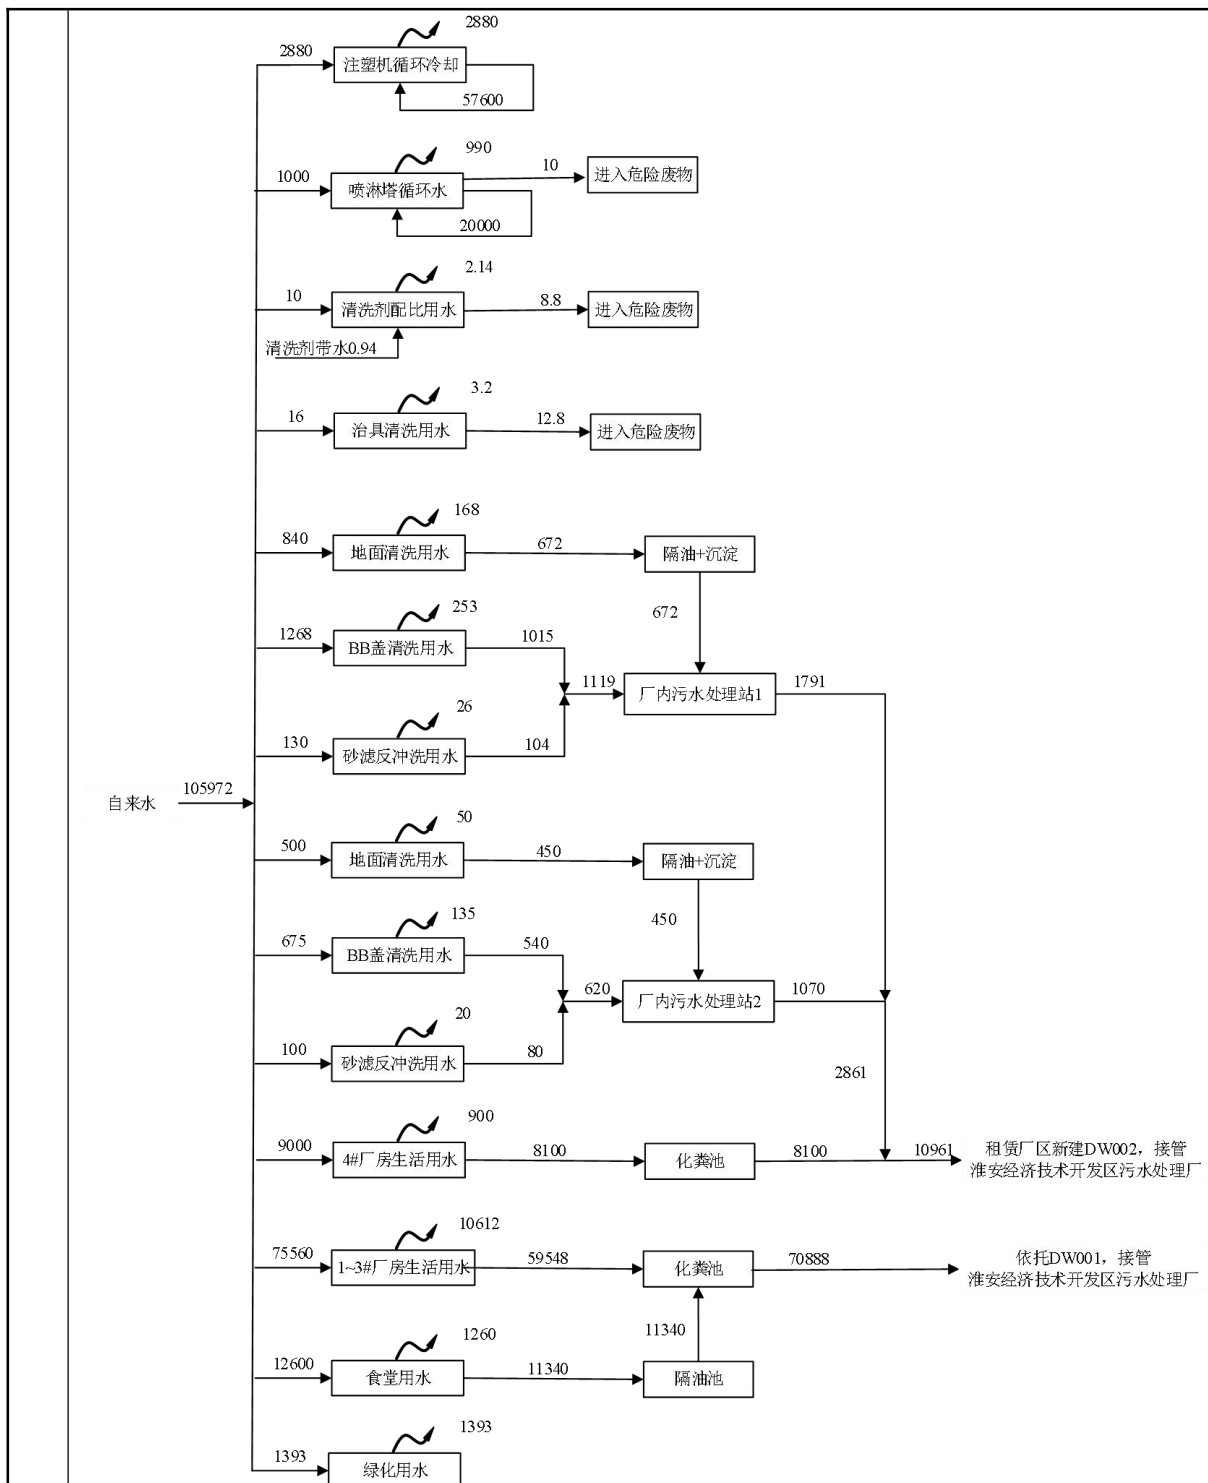 2880
2880
注塑机循环冷却
57600
990
1000
喷淋塔循环水
10
进入危险废物
20000
2.14
10
清洗剂配比用水
8.8
进入危险废物
清洗剂带水0.94
3.2
16
治具清洗用水
12.8
进入危险废物
168
840
地面清洗用水
672
隔油+沉淀
672
253
1268
BB盖清洗用水
1015
1119
厂内污水处理站1
1791
26
130
砂滤反冲洗用水
104
自来水
105972
50
500
地面清洗用水
450
隔油+沉淀
450
135
675
BB盖清洗用水
540
620
厂内污水处理站2
1070
20
100
砂滤反冲洗用水
80
2861
900
9000
4#厂房生活用水
8100
化粪池
8100
10961
租赁厂区新建DW002，接管
淮安经济技术开发区污水处理厂
10612
75560
1~3#厂房生活用水
59548
化粪池
70888
依托DW001，接管
淮安经济技术开发区污水处理厂
11340
1260
12600
食堂用水
11340
隔油池
1393
1393
绿化用水